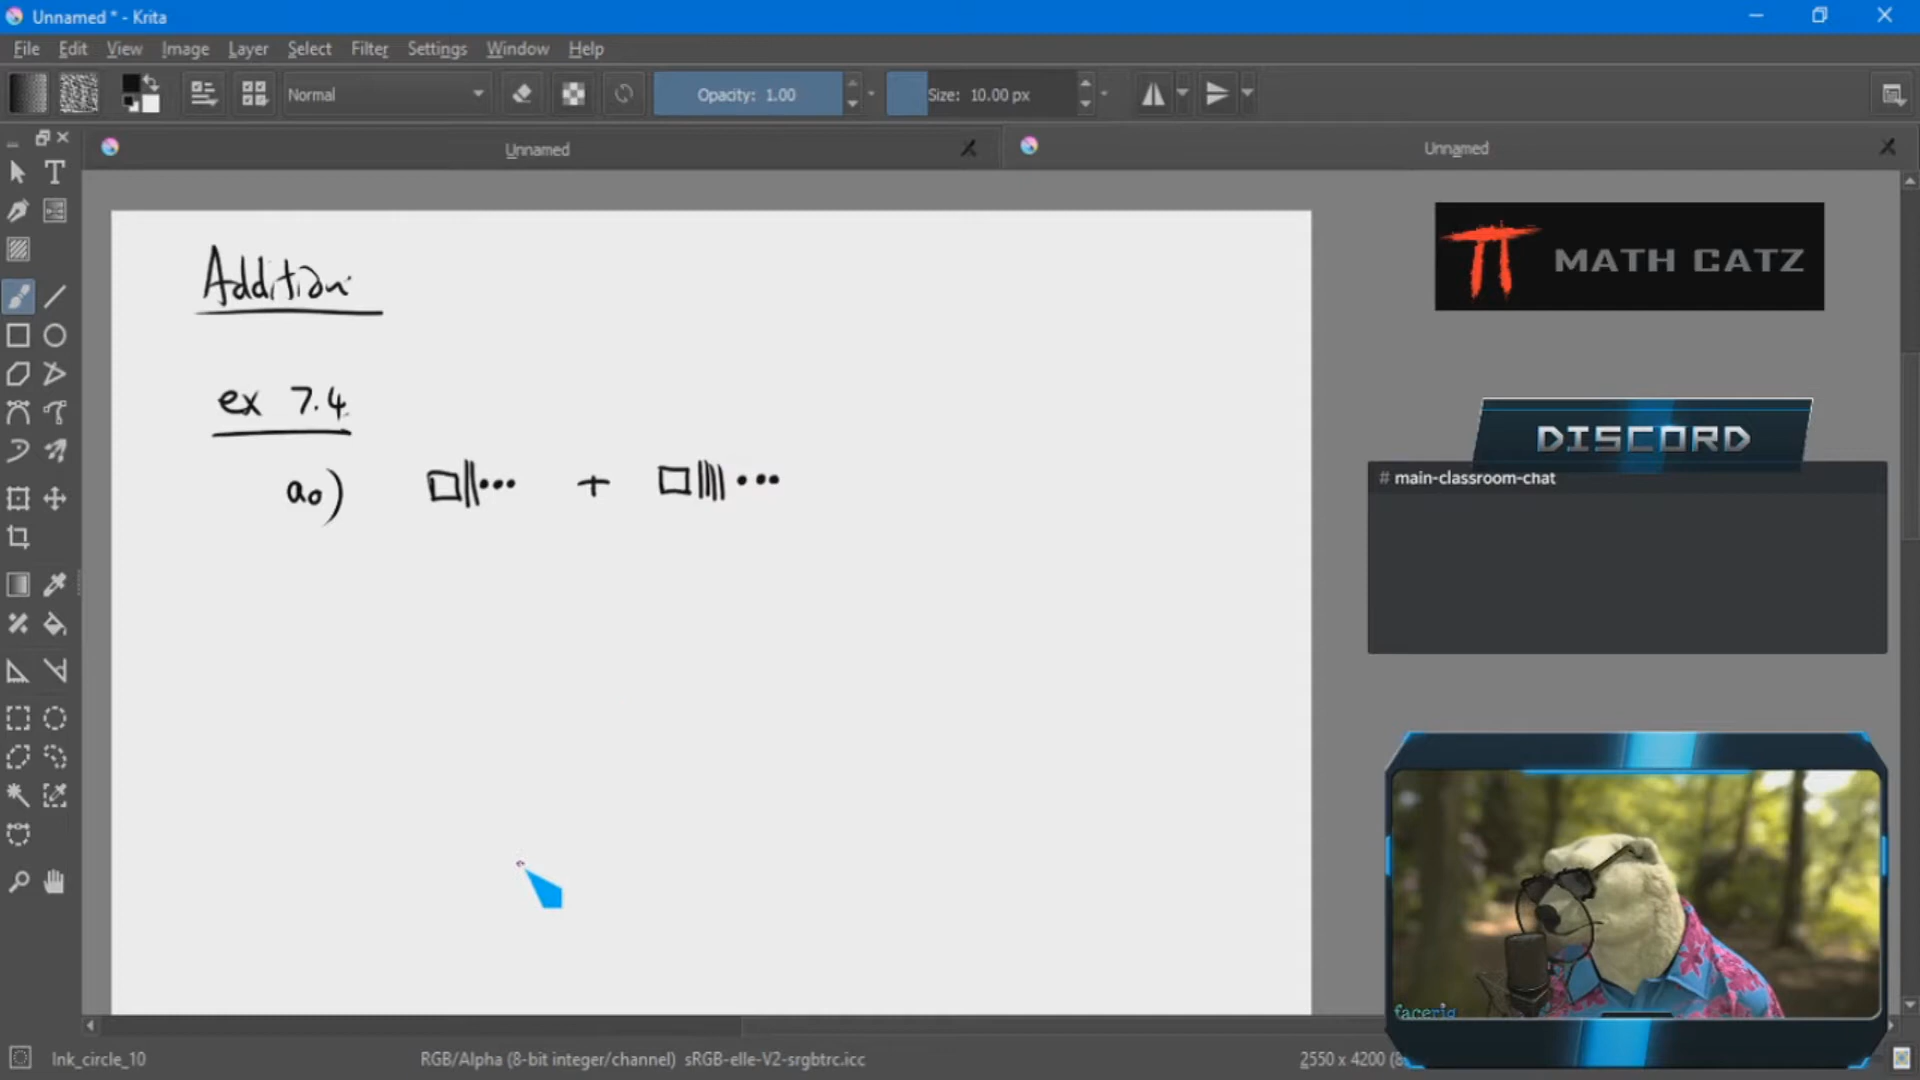 Unnamed * - Krita
File Edit View Image Layer Select Filter Settings Window Help
Normal Opacity: 1.00 Size: 10.00 px
Unnamed
Unnamed
Addition
ex 7.4
a.)
+
MATH CATZ
DISCORD
# main-classroom-chat
facerig
Ink_circle_10 RGB/Alpha (8-bit integer/channel) sRGB-elle-V2-srgbtrc.icc 2550 x 4200 (8